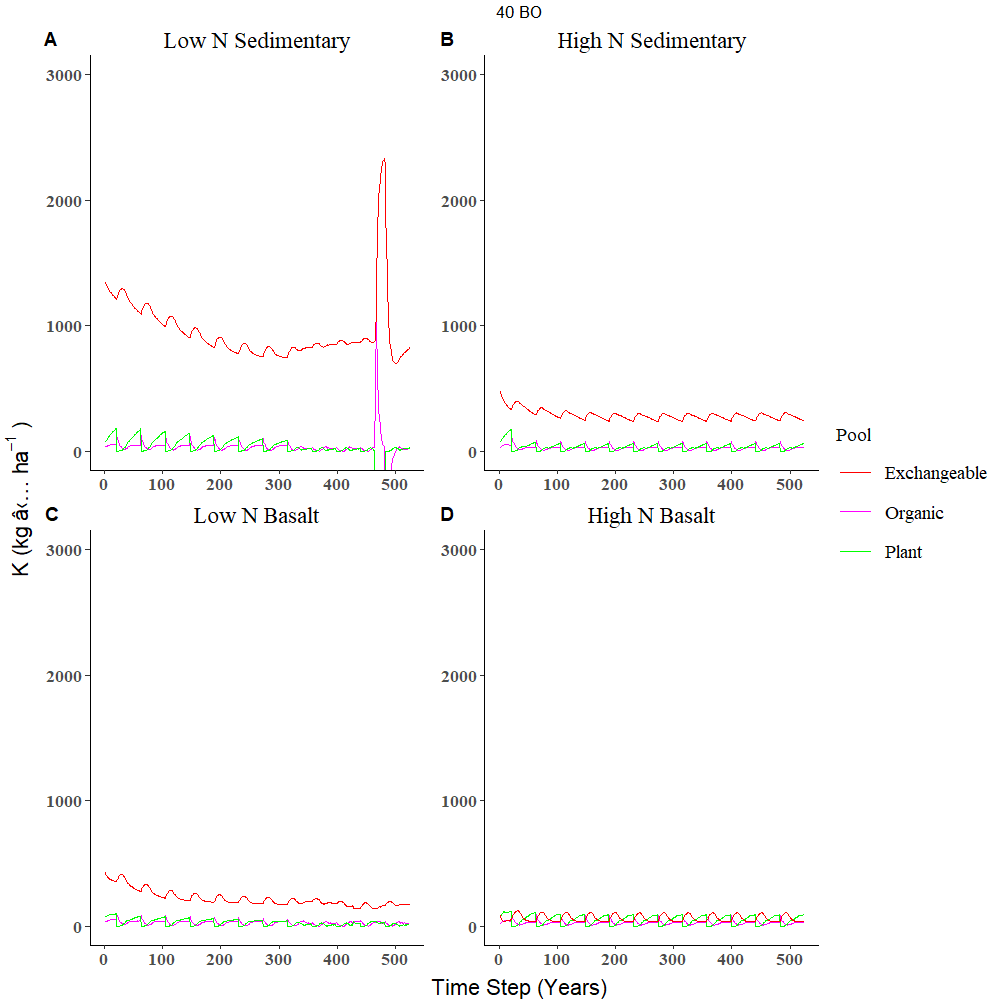 40 BO
A Low N Sedimentary
B High N Sedimentary
3000
2000
1000
0
0 100 200 300 400 500
3000
2000
1000
0
0 100 200 300 400 500
C Low N Basalt
D High N Basalt
3000
2000
1000
0
0 100 200 300 400 500
3000
2000
1000
0
0 100 200 300 400 500
K (kg â‹… ha⁻¹ )
Time Step (Years)
Pool
Exchangeable
Organic
Plant